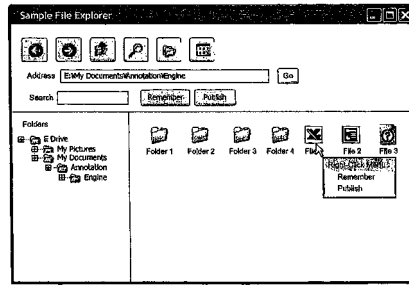 Sample File Explorer
Address E:\My Documents\Annotation\Engine Go
Search Remember Publish
Folders
E Drive
My Pictures
My Documents
Annotation
Engine
Folder 1 Folder 2 Folder 3 Folder 4 File File 2 File 3
Right-Click Menu
Remember
Publish